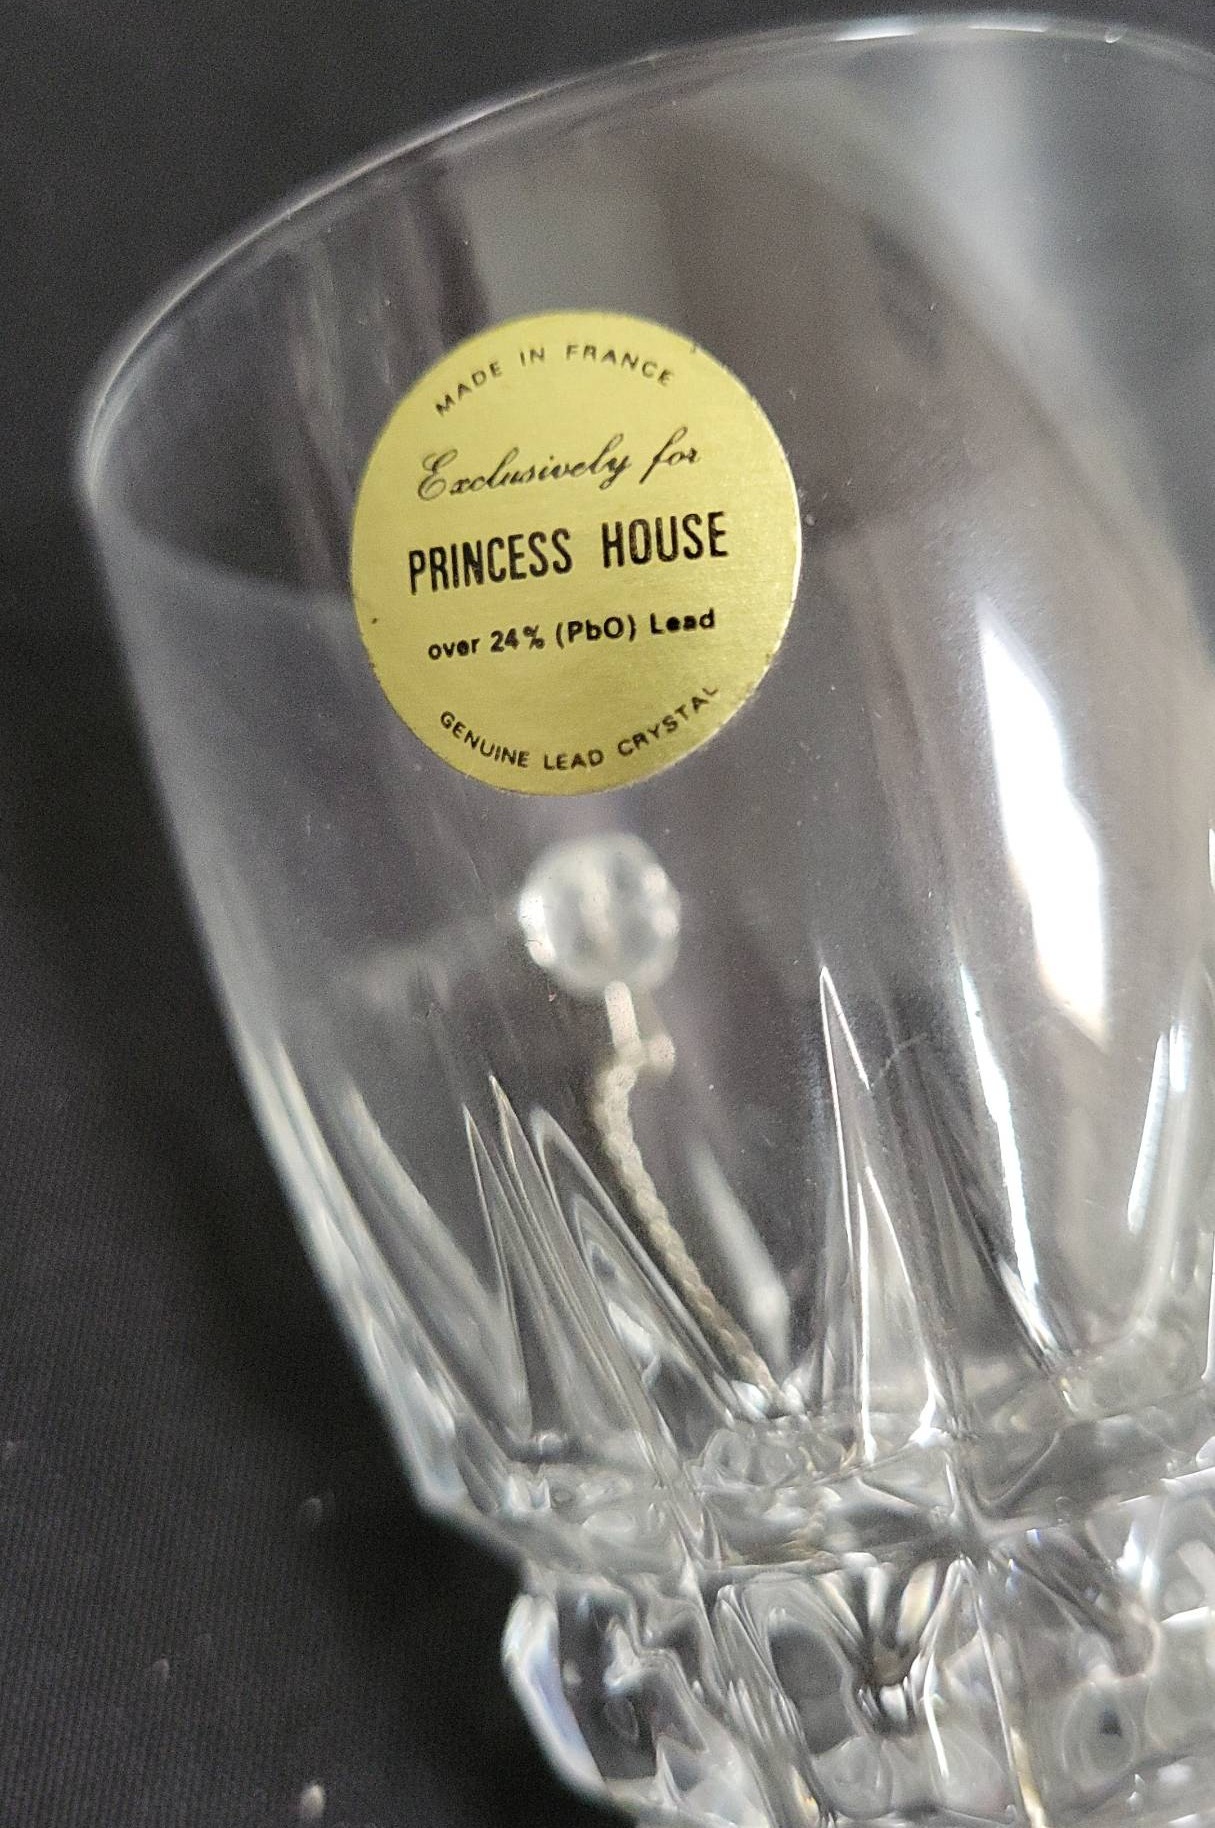 MADE IN FRANCE
Exclusively for
PRINCESS HOUSE
over 24% (PbO) Lead
GENUINE LEAD CRYSTAL